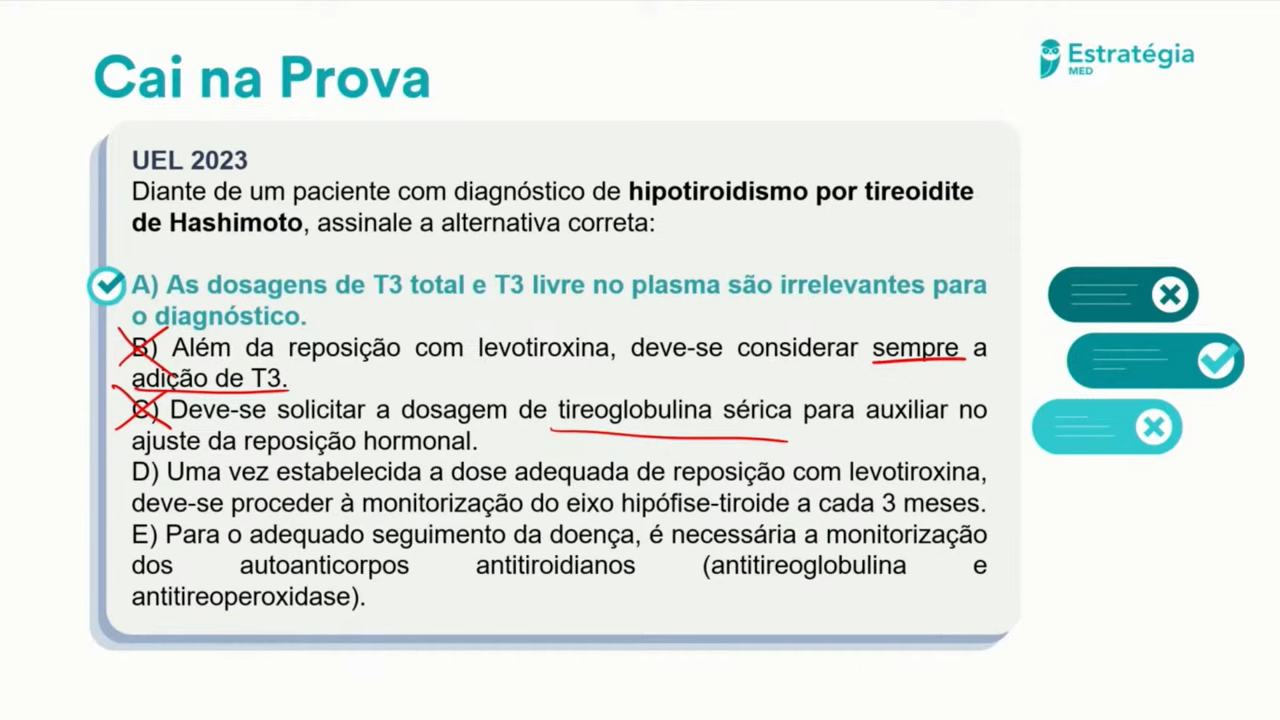 Cai na Prova
Estratégia
MED
UEL 2023
Diante de um paciente com diagnóstico de hipotiroidismo por tireoidite
de Hashimoto, assinale a alternativa correta:
A) As dosagens de T3 total e T3 livre no plasma são irrelevantes para
o diagnóstico.
B) Além da reposição com levotiroxina, deve-se considerar sempre a
adição de T3.
C) Deve-se solicitar a dosagem de tireoglobulina sérica para auxiliar no
ajuste da reposição hormonal.
D) Uma vez estabelecida a dose adequada de reposição com levotiroxina,
deve-se proceder à monitorização do eixo hipófise-tiroide a cada 3 meses.
E) Para o adequado seguimento da doença, é necessária a monitorização
dos autoanticorpos antitiroidianos (antitireoglobulina e
antitireoperoxidase).